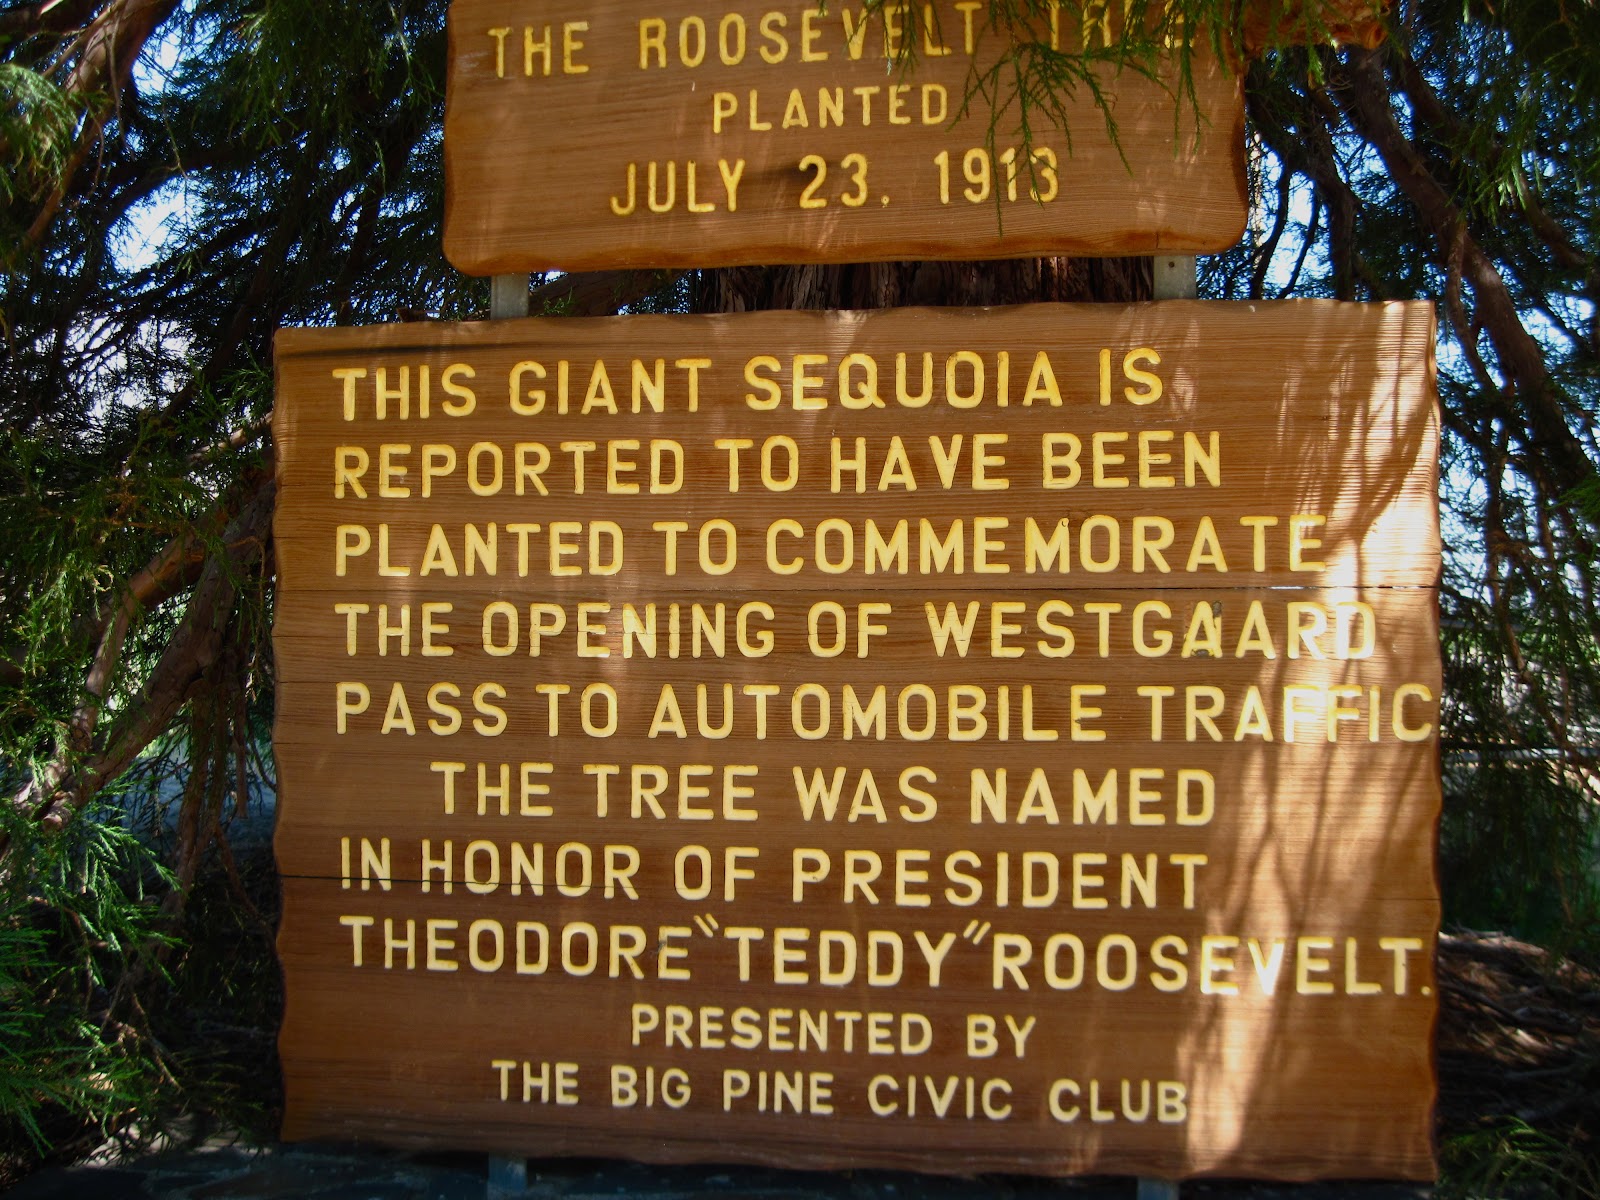 THE ROOSEVELT TREE
PLANTED
JULY 23, 1913
THIS GIANT SEQUOIA IS
REPORTED TO HAVE BEEN
PLANTED TO COMMEMORATE
THE OPENING OF WESTGAARD
PASS TO AUTOMOBILE TRAFFIC
THE TREE WAS NAMED
IN HONOR OF PRESIDENT
THEODORE "TEDDY" ROOSEVELT.
PRESENTED BY
THE BIG PINE CIVIC CLUB